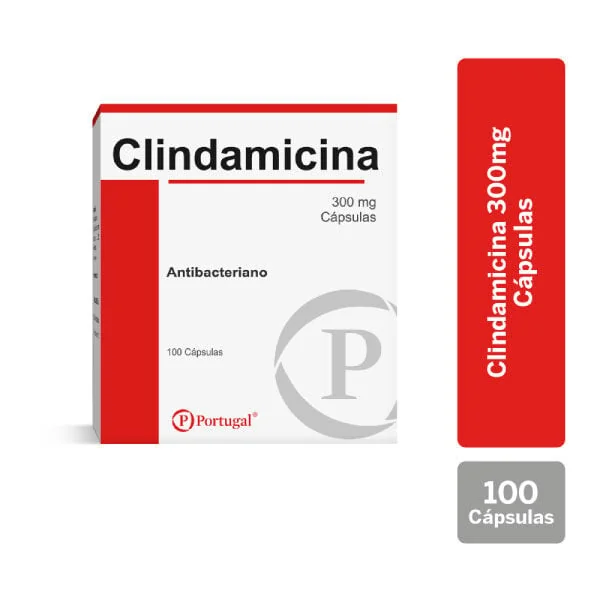 Clindamicina
300 mg
Cápsulas
Antibacteriano
100 Cápsulas
P Portugal®
P
Clindamicina 300mg
Cápsulas
100
Cápsulas